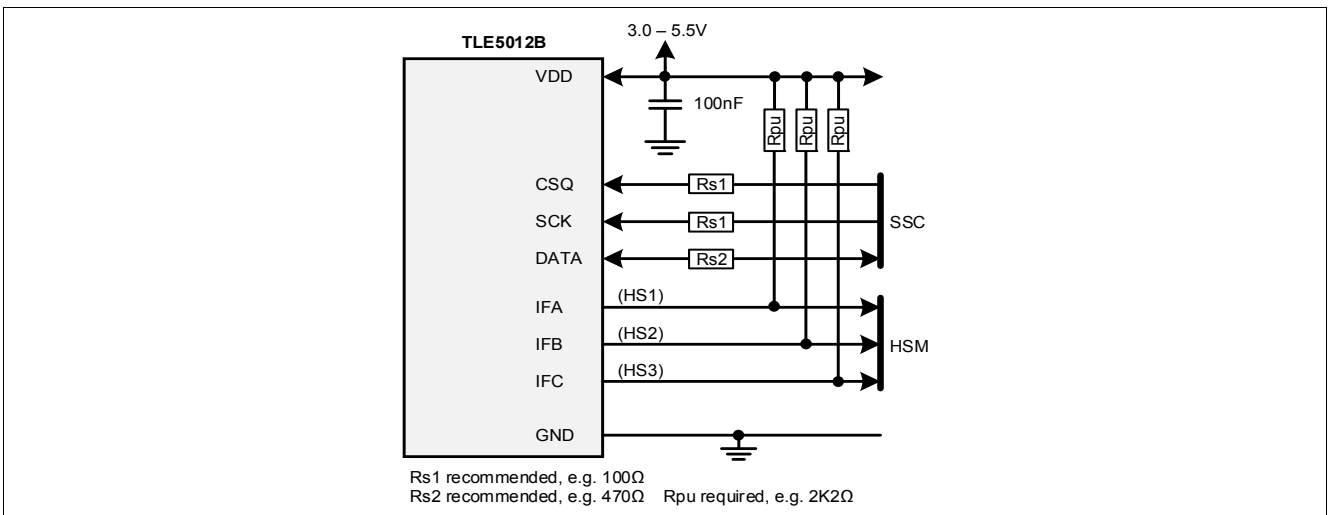 3.0 – 5.5V
TLE5012B
VDD
100nF
Rpu
Rpu
Rpu
CSQ
Rs1
SCK
Rs1
SSC
DATA
Rs2
IFA
(HS1)
IFB
(HS2)
HSM
IFC
(HS3)
GND
Rs1 recommended, e.g. 100Ω
Rs2 recommended, e.g. 470Ω Rpu required, e.g. 2K2Ω